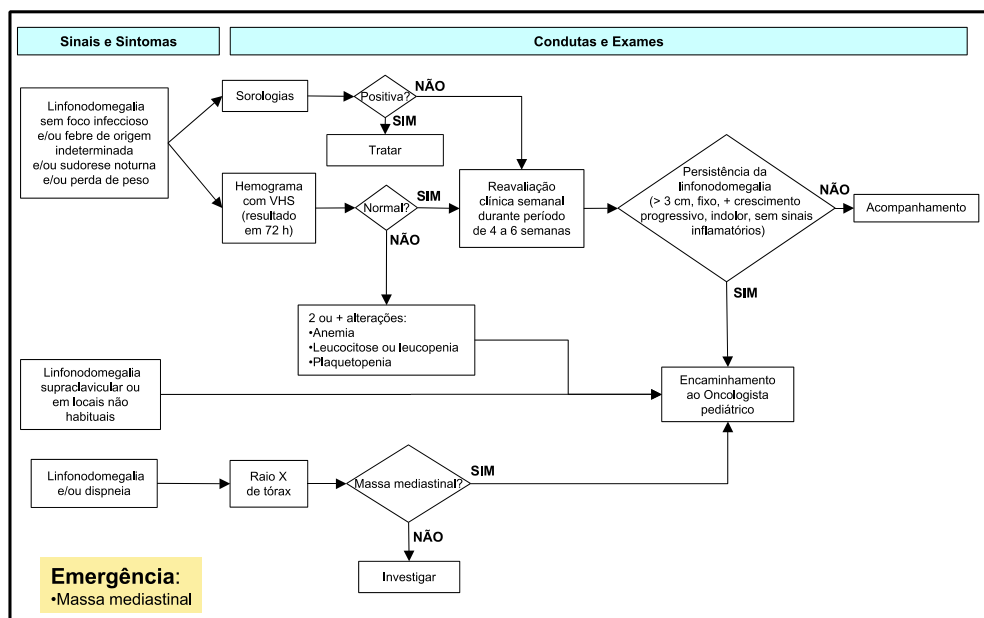 Sinais e Sintomas
Condutas e Exames
Linfonodomegalia
sem foco infeccioso
e/ou febre de origem
indeterminada
e/ou sudorese noturna
e/ou perda de peso
Sorologias
Positiva?
NÃO
SIM
Tratar
Hemograma
com VHS
(resultado
em 72 h)
Normal?
SIM
NÃO
Reavaliação
clínica semanal
durante período
de 4 a 6 semanas
Persistência da
linfonodomegalia
(> 3 cm, fixo, + crescimento
progressivo, indolor, sem sinais
inflamatórios)
NÃO
Acompanhamento
SIM
2 ou + alterações:
•Anemia
•Leucocitose ou leucopenia
•Plaquetopenia
Linfonodomegalia
supraclavicular ou
em locais não
habituais
Encaminhamento
ao Oncologista
pediátrico
Linfonodomegalia
e/ou dispneia
Raio X
de tórax
Massa mediastinal?
SIM
NÃO
Investigar
Emergência:
•Massa mediastinal